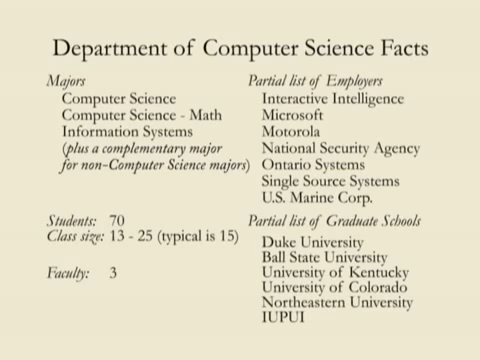 Department of Computer Science Facts
Majors
Computer Science
Computer Science - Math
Information Systems
(plus a complementary major
for non-Computer Science majors)
Students: 70
Class size: 13 - 25 (typical is 15)
Faculty: 3
Partial list of Employers
Interactive Intelligence
Microsoft
Motorola
National Security Agency
Ontario Systems
Single Source Systems
U.S. Marine Corp.
Partial list of Graduate Schools
Duke University
Ball State University
University of Kentucky
University of Colorado
Northeastern University
IUPUI